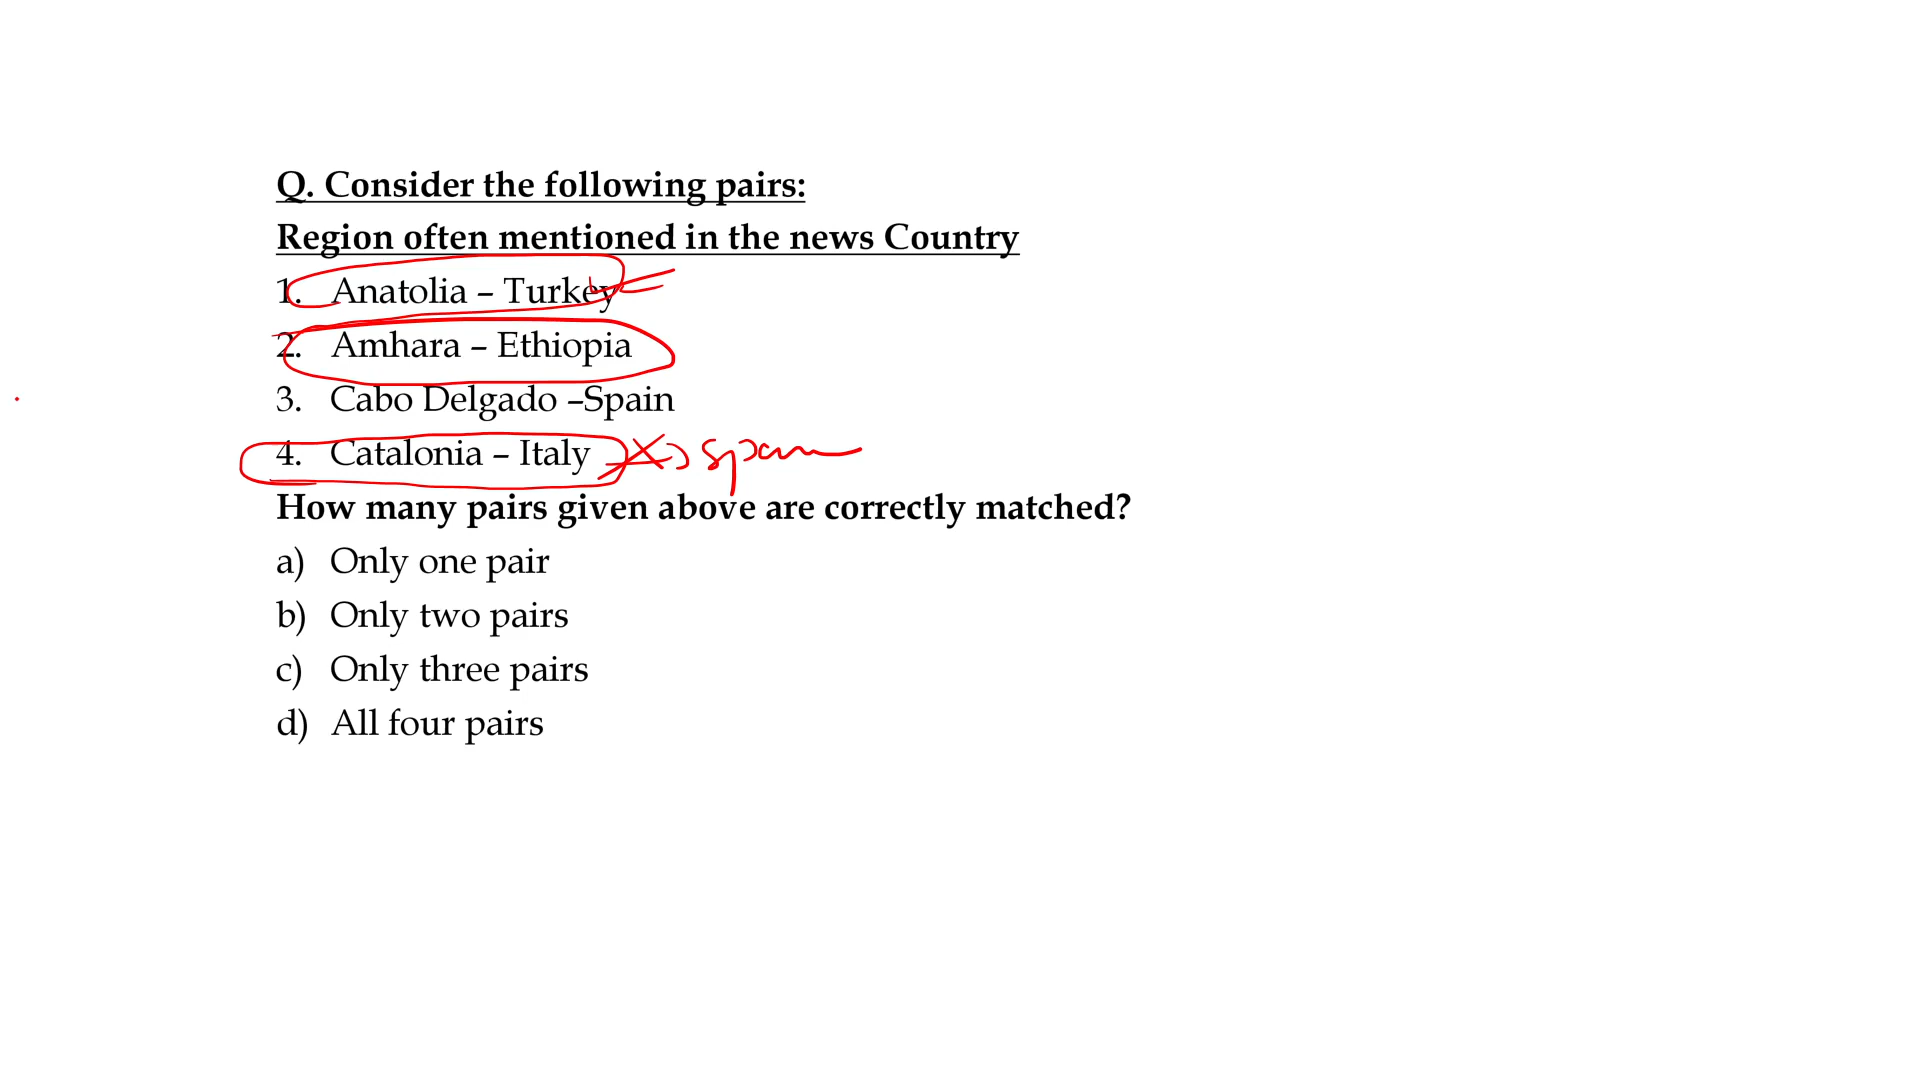 Q. Consider the following pairs:
Region often mentioned in the news Country
1. Anatolia – Turkey
2. Amhara – Ethiopia
3. Cabo Delgado –Spain
4. Catalonia – Italy Spain
How many pairs given above are correctly matched?
a) Only one pair
b) Only two pairs
c) Only three pairs
d) All four pairs